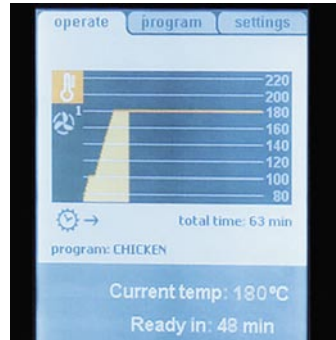 operate program settings
220
200
180
1
160
140
120
100
80
total time: 63 min
program: CHICKEN
Current temp: 180°C
Ready in: 48 min